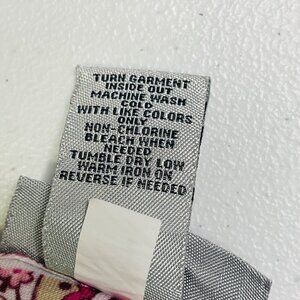 TURN GARMENT
INSIDE OUT
MACHINE WASH
COLD
WITH LIKE COLORS
ONLY
NON-CHLORINE
BLEACH WHEN
NEEDED
TUMBLE DRY LOW
WARM IRON ON
REVERSE IF NEEDED